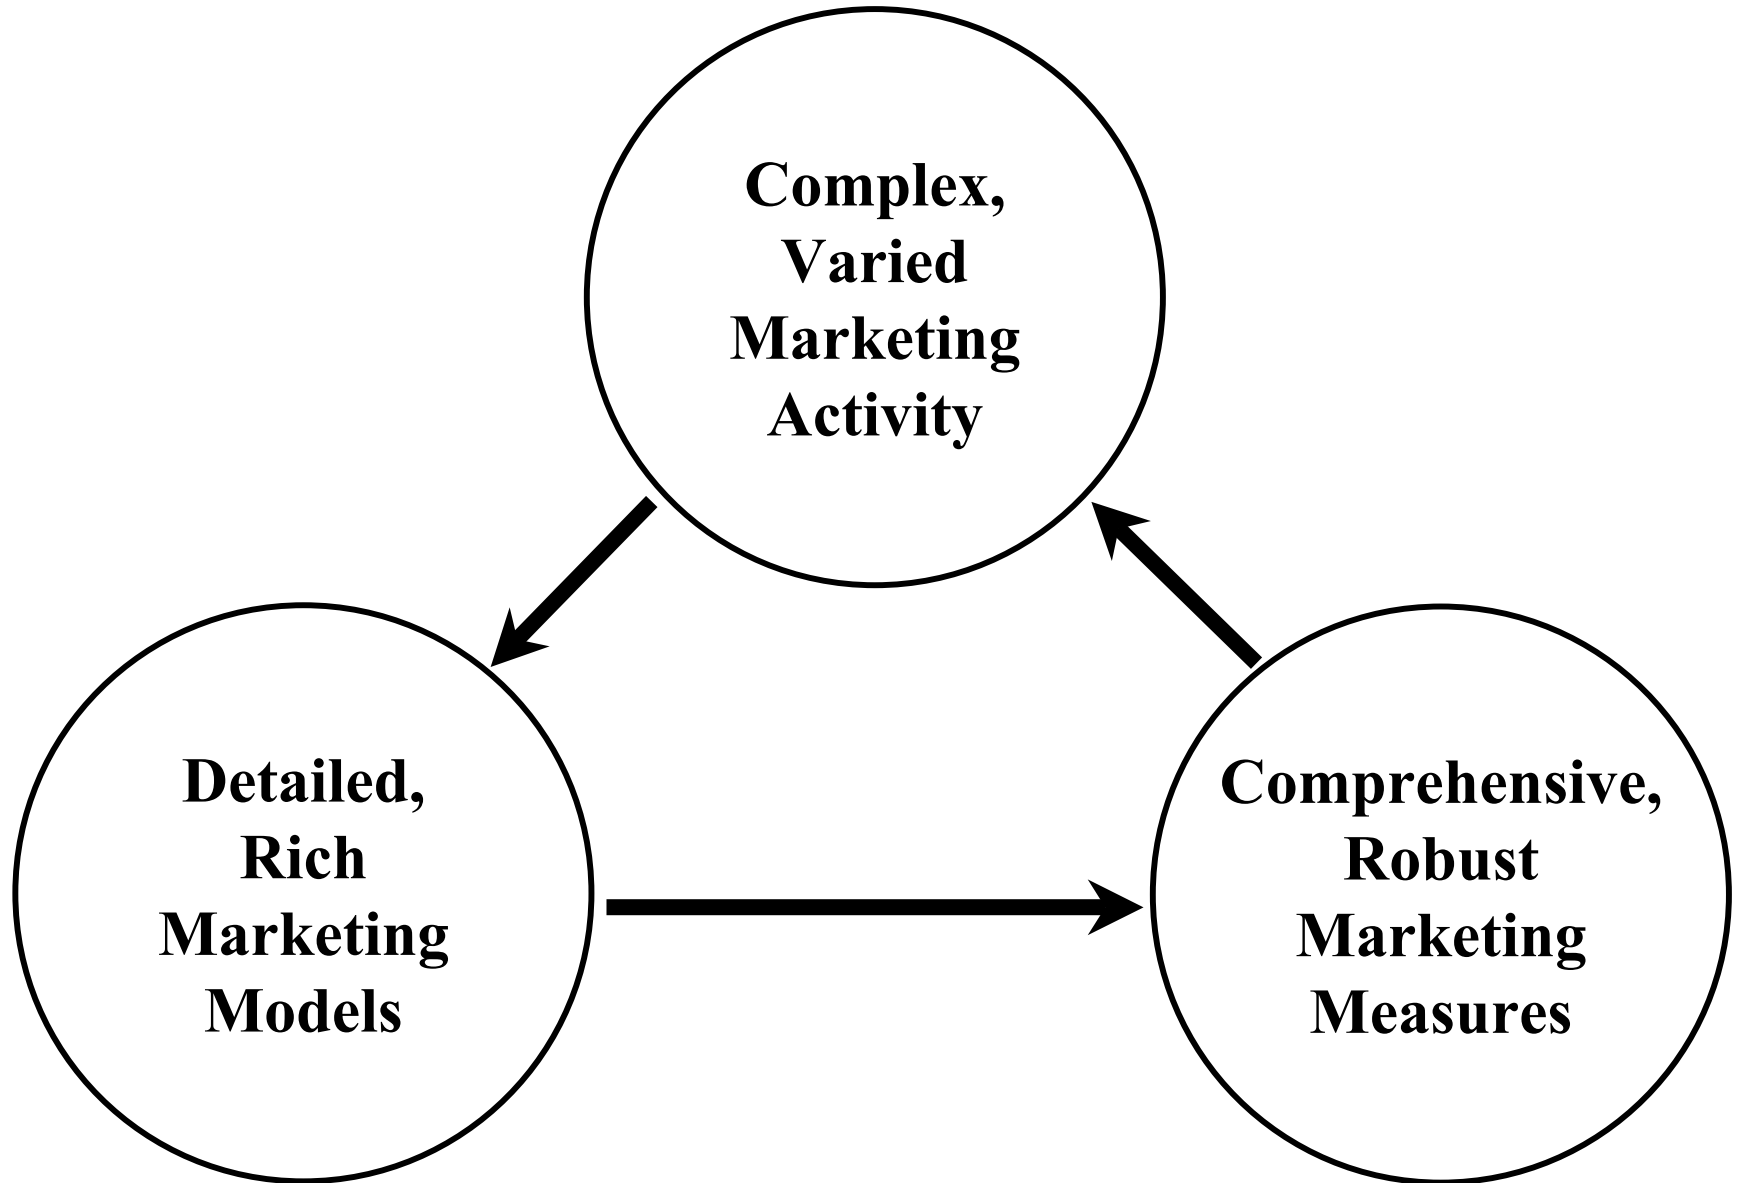 Complex,
Varied
Marketing
Activity
Detailed,
Rich
Marketing
Models
Comprehensive,
Robust
Marketing
Measures